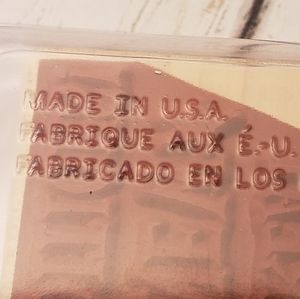 MADE IN U.S.A.
FABRIQUE AUX É.-U.
FABRICADO EN LOS